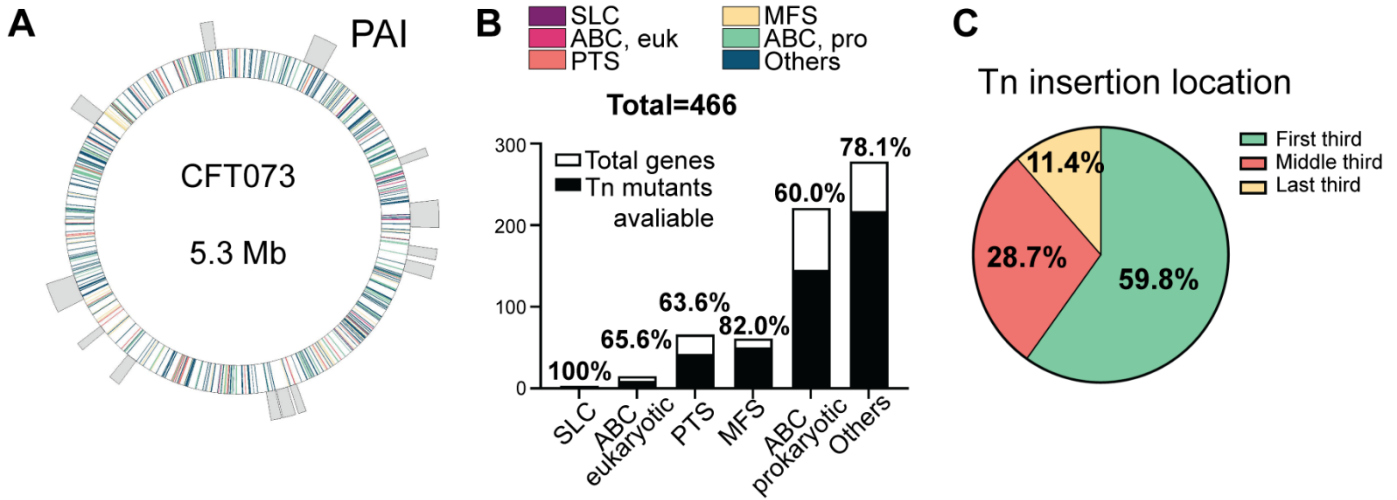 A
PAI
CFT073
5.3 Mb
B
SLC
ABC, euk
PTS
MFS
ABC, pro
Others
Total=466
300
200
100
0
Total genes
Tn mutants
avaliable
100%
65.6%
63.6%
82.0%
60.0%
78.1%
SLC
ABC
eukaryotic
PTS
MFS
ABC
prokaryotic
Others
C
Tn insertion location
First third
Middle third
Last third
11.4%
28.7%
59.8%